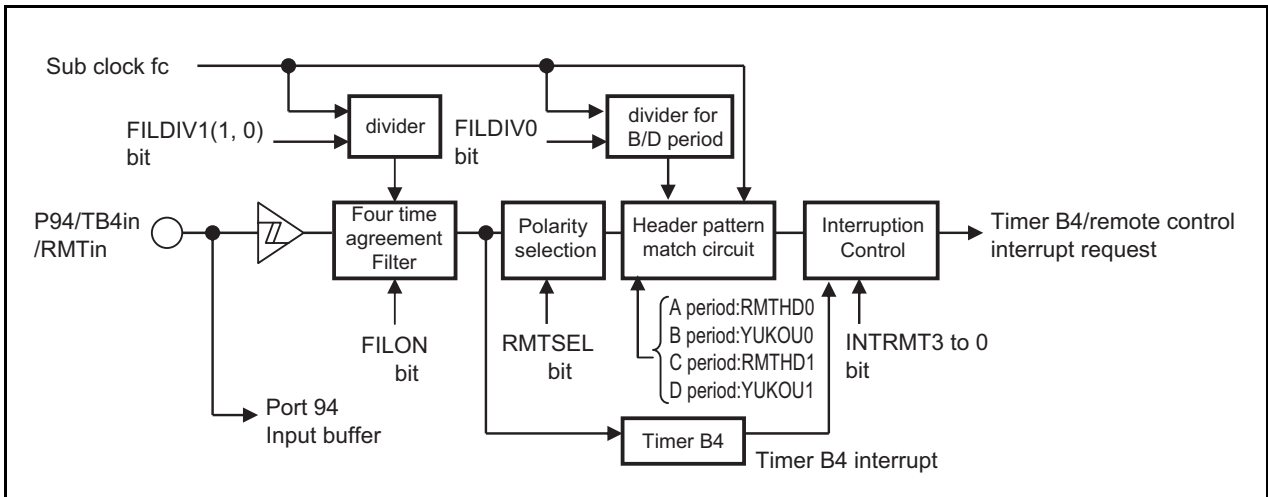 Sub clock fc
FILDIV1(1, 0)
bit
divider
FILDIV0
bit
divider for
B/D period
P94/TB4in
/RMTin
Four time
agreement
Filter
Polarity
selection
Header pattern
match circuit
Interruption
Control
Timer B4/remote control
interrupt request
FILON
bit
RMTSEL
bit
A period:RMTHD0
B period:YUKOU0
C period:RMTHD1
D period:YUKOU1
INTRMT3 to 0
bit
Port 94
Input buffer
Timer B4
Timer B4 interrupt